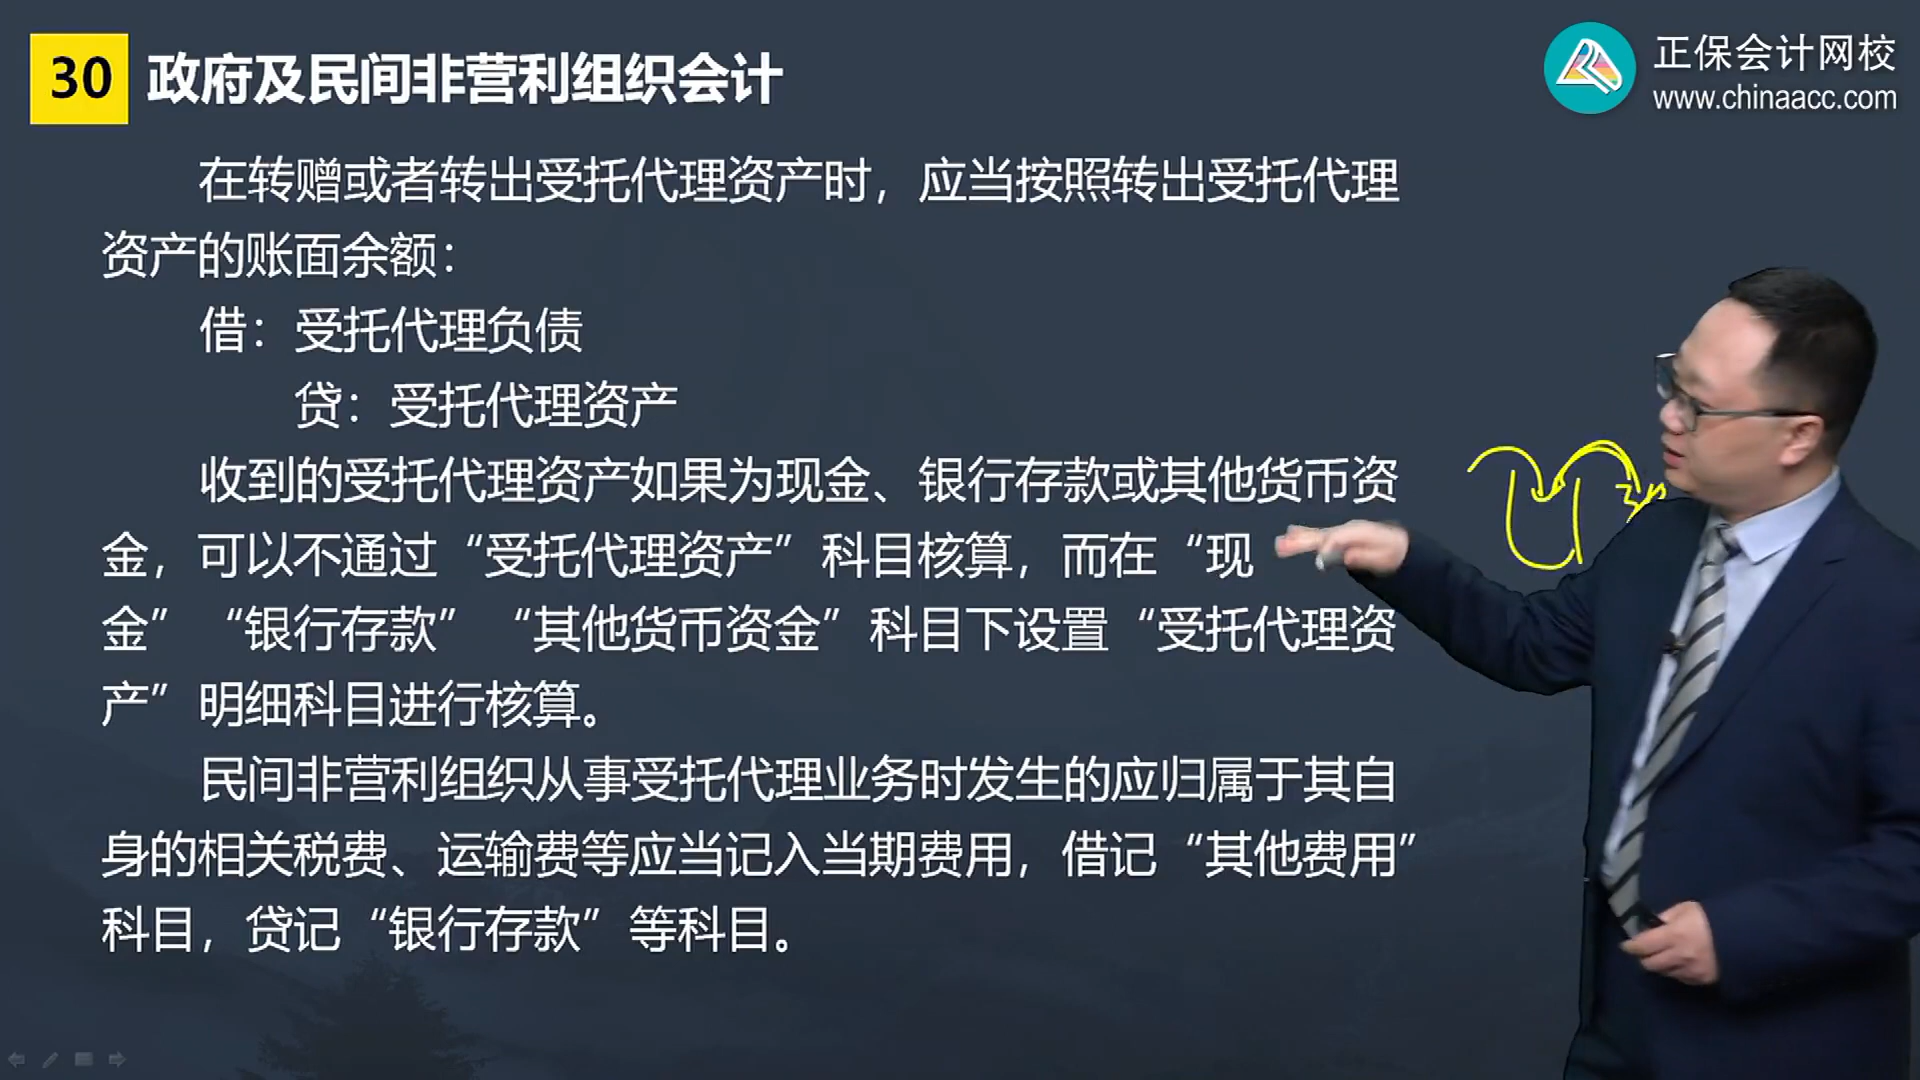 30 政府及民间非营利组织会计
正保会计网校
www.chinaacc.com
在转赠或者转出受托代理资产时，应当按照转出受托代理
资产的账面余额：
借：受托代理负债
贷：受托代理资产
收到的受托代理资产如果为现金、银行存款或其他货币资
金，可以不通过“受托代理资产”科目核算，而在“现
金”“银行存款”“其他货币资金”科目下设置“受托代理资
产”明细科目进行核算。
民间非营利组织从事受托代理业务时发生的应归属于其自
身的相关税费、运输费等应当记入当期费用，借记“其他费用”
科目，贷记“银行存款”等科目。